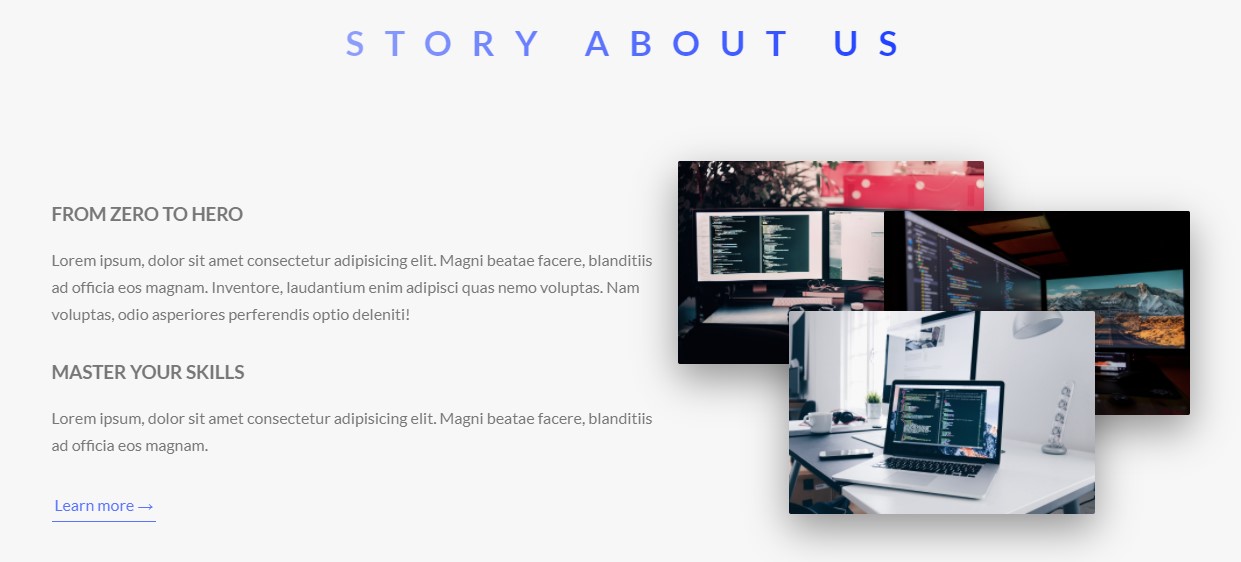 STORY ABOUT US
FROM ZERO TO HERO
Lorem ipsum, dolor sit amet consectetur adipisicing elit. Magni beatae facere, blanditiis
ad officia eos magnam. Inventore, laudantium enim adipisci quas nemo voluptas. Nam
voluptas, odio asperiores perferendis optio deleniti!
MASTER YOUR SKILLS
Lorem ipsum, dolor sit amet consectetur adipisicing elit. Magni beatae facere, blanditiis
ad officia eos magnam.
Learn more →